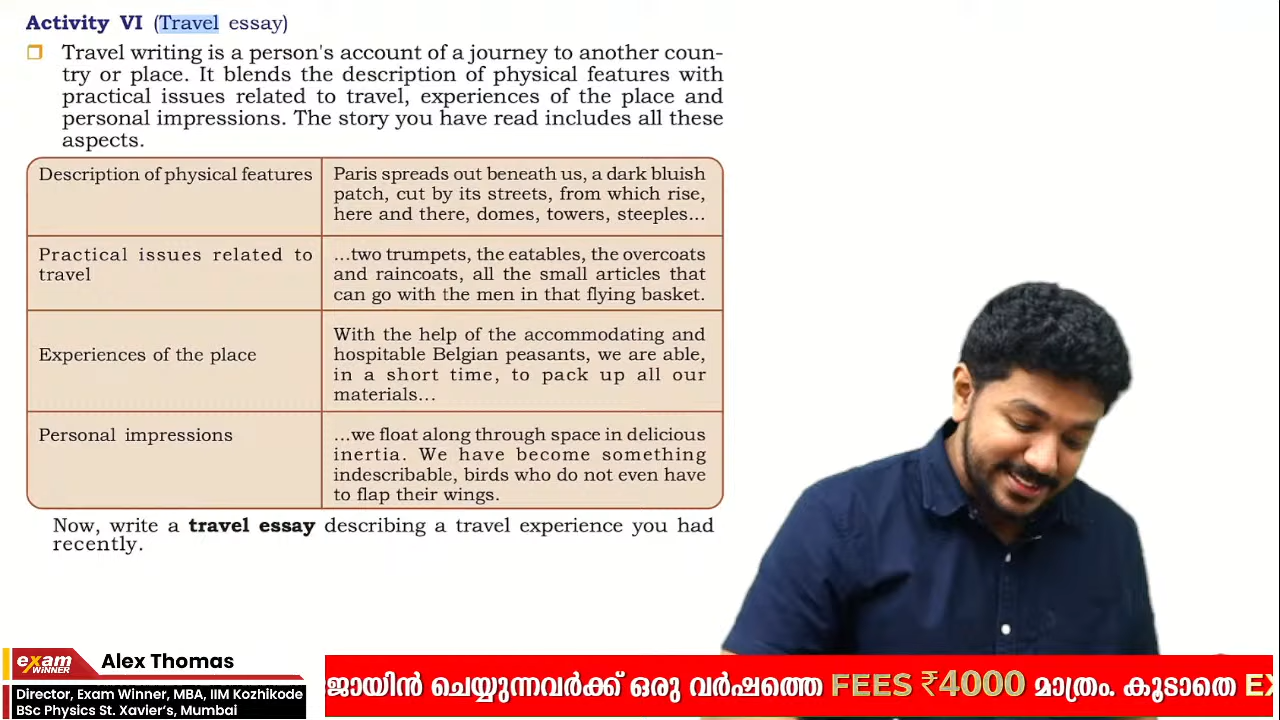 Activity VI (Travel essay)
❐ Travel writing is a person's account of a journey to another coun-
try or place. It blends the description of physical features with
practical issues related to travel, experiences of the place and
personal impressions. The story you have read includes all these
aspects.
Description of physical features
Paris spreads out beneath us, a dark bluish
patch, cut by its streets, from which rise,
here and there, domes, towers, steeples...
Practical issues related to
travel
...two trumpets, the eatables, the overcoats
and raincoats, all the small articles that
can go with the men in that flying basket.
Experiences of the place
With the help of the accommodating and
hospitable Belgian peasants, we are able,
in a short time, to pack up all our
materials...
Personal impressions
...we float along through space in delicious
inertia. We have become something
indescribable, birds who do not even have
to flap their wings.
Now, write a travel essay describing a travel experience you had
recently.
exam
WINNER
Alex Thomas
Director, Exam Winner, MBA, IIM Kozhikode
BSc Physics St. Xavier's, Mumbai
ജോയിൻ ചെയ്യുന്നവർക്ക് ഒരു വർഷത്തെ FEES ₹4000 മാത്രം. കൂടാതെ